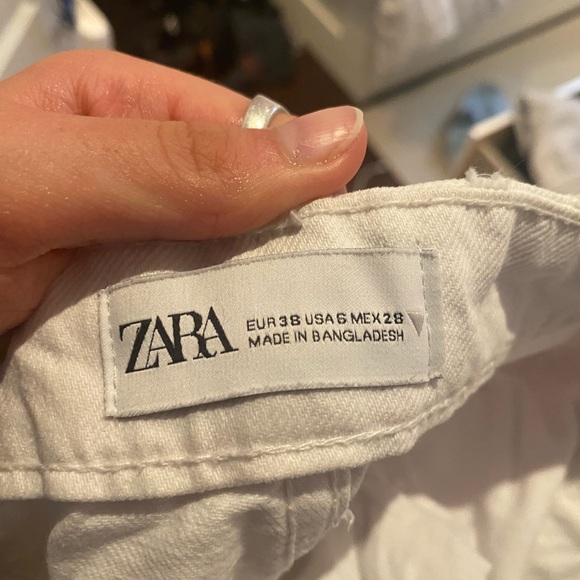 ZARA
EUR 38 USA 6 MEX 28
MADE IN BANGLADESH